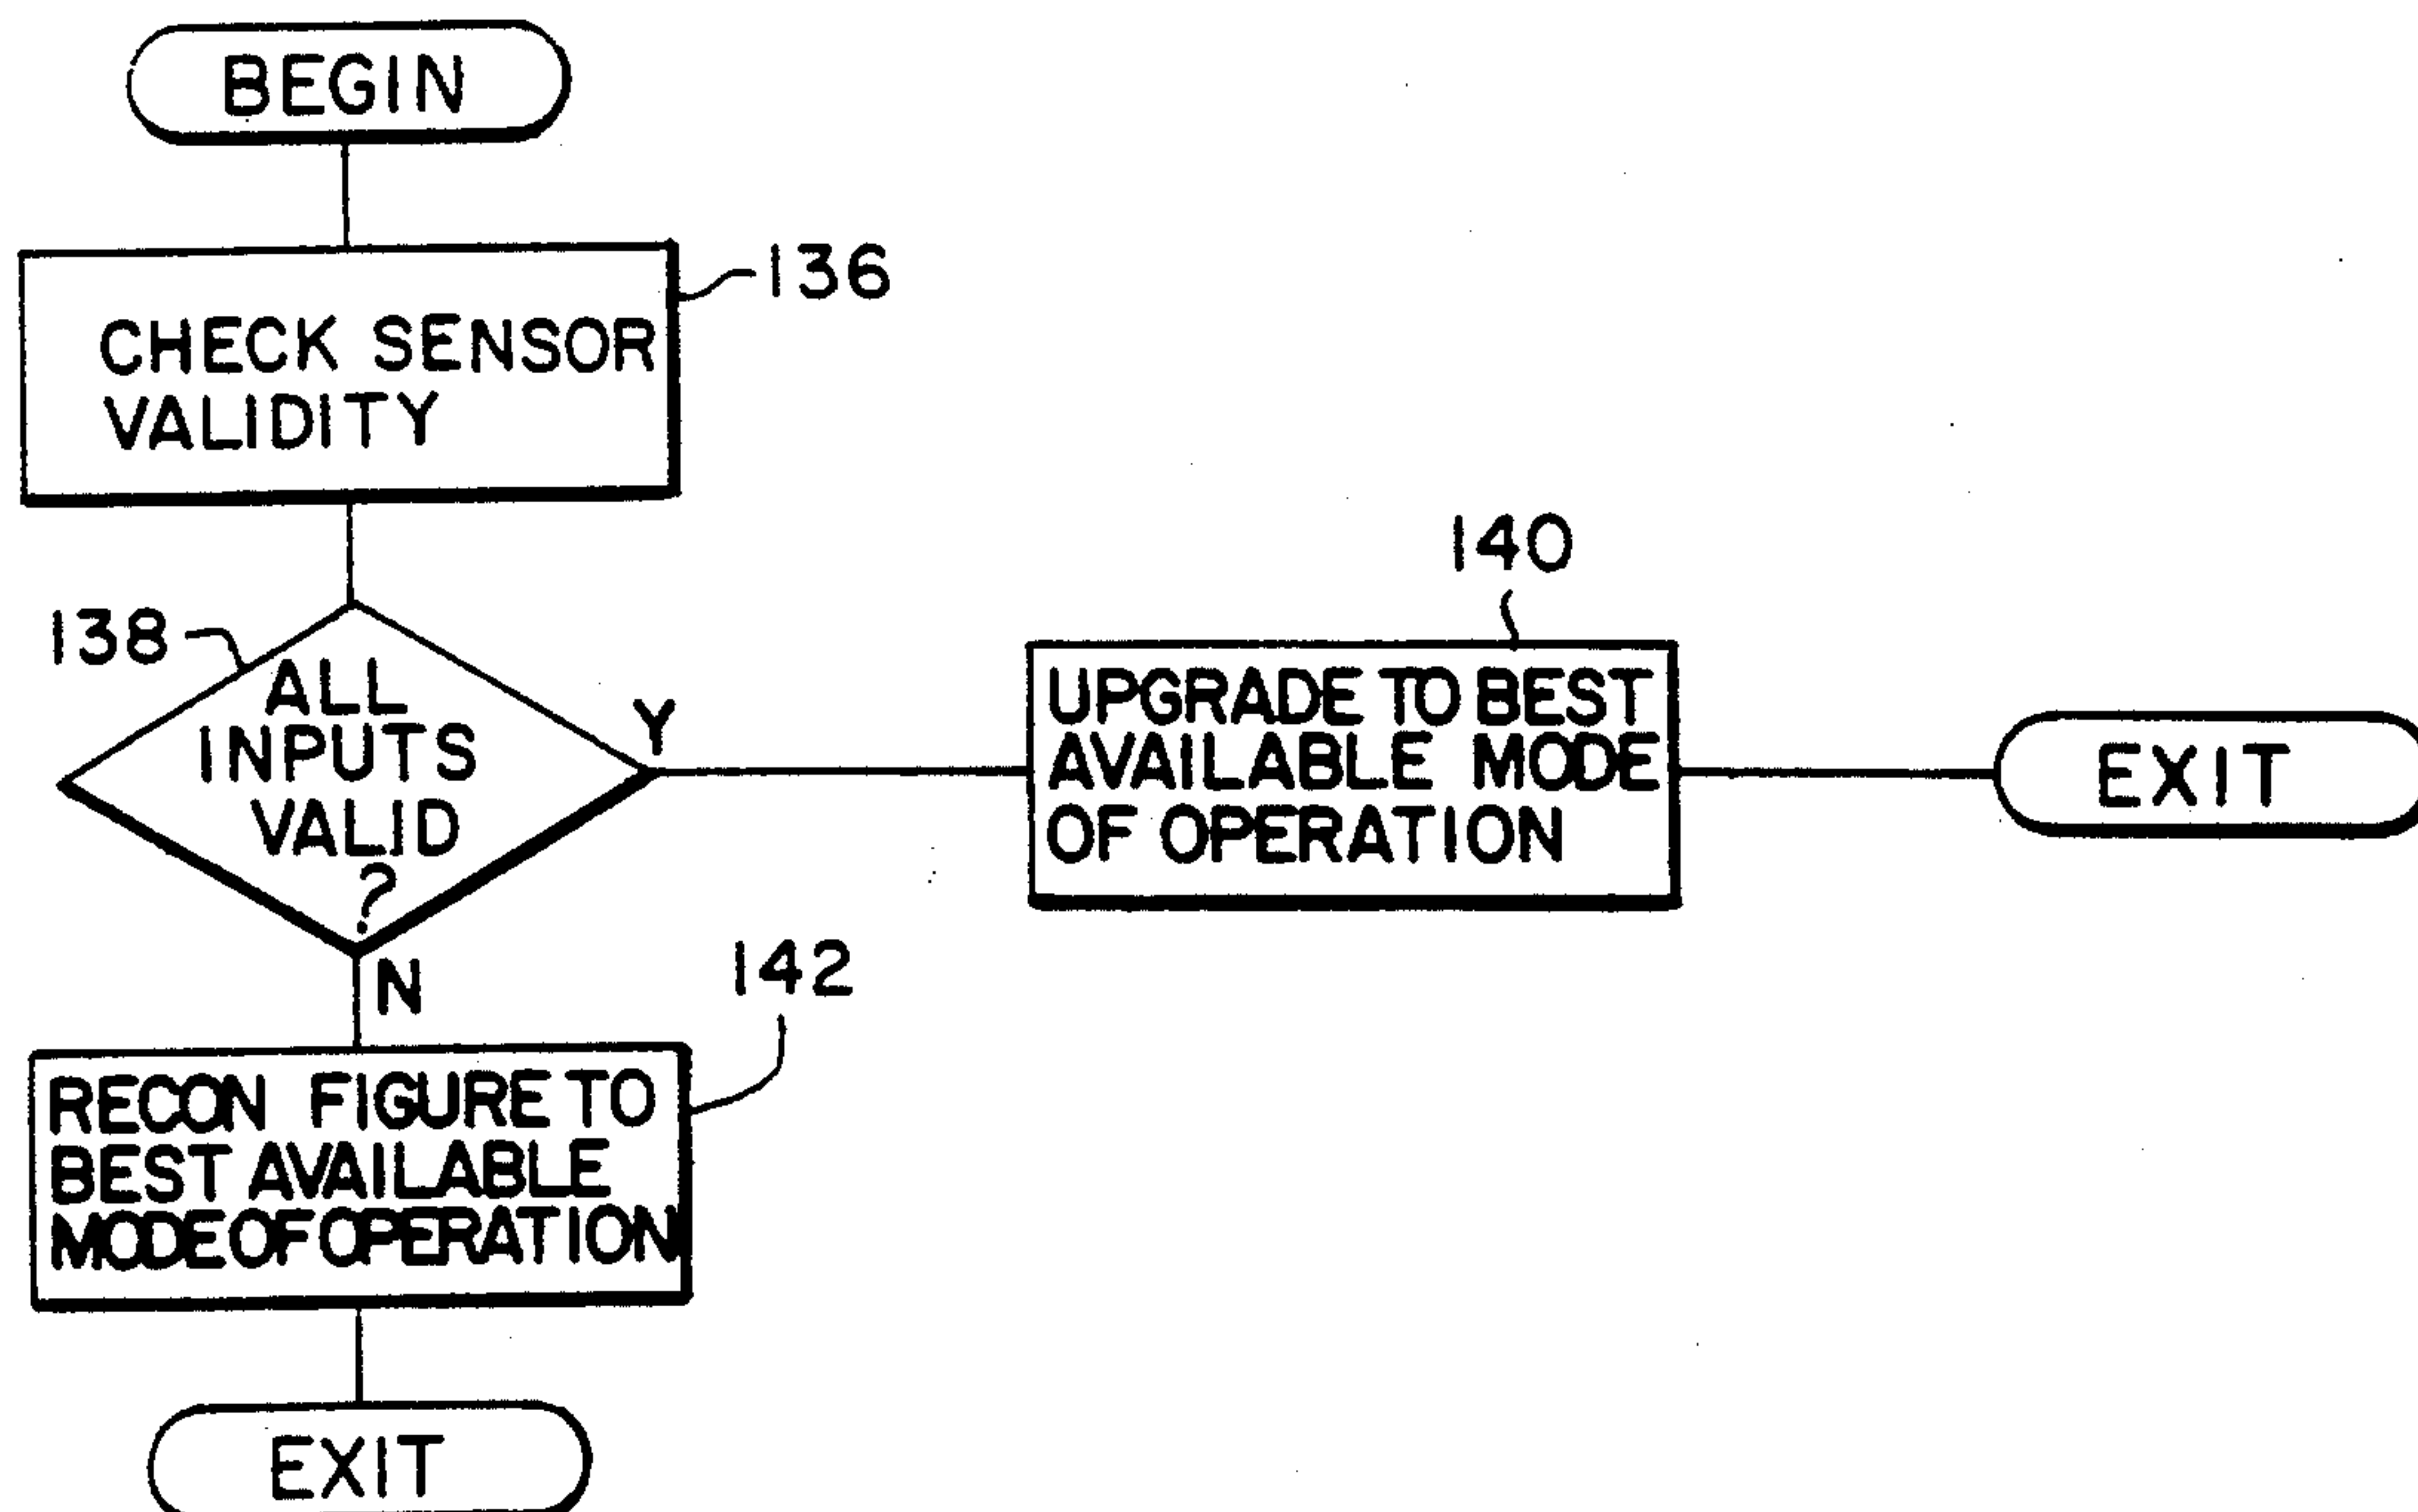 BEGIN
136
CHECK SENSOR
VALIDITY
138
ALL
INPUTS
VALID
?
Y
N
140
UPGRADE TO BEST
AVAILABLE MODE
OF OPERATION
EXIT
142
RECON FIGURE TO
BEST AVAILABLE
MODE OF OPERATION
EXIT